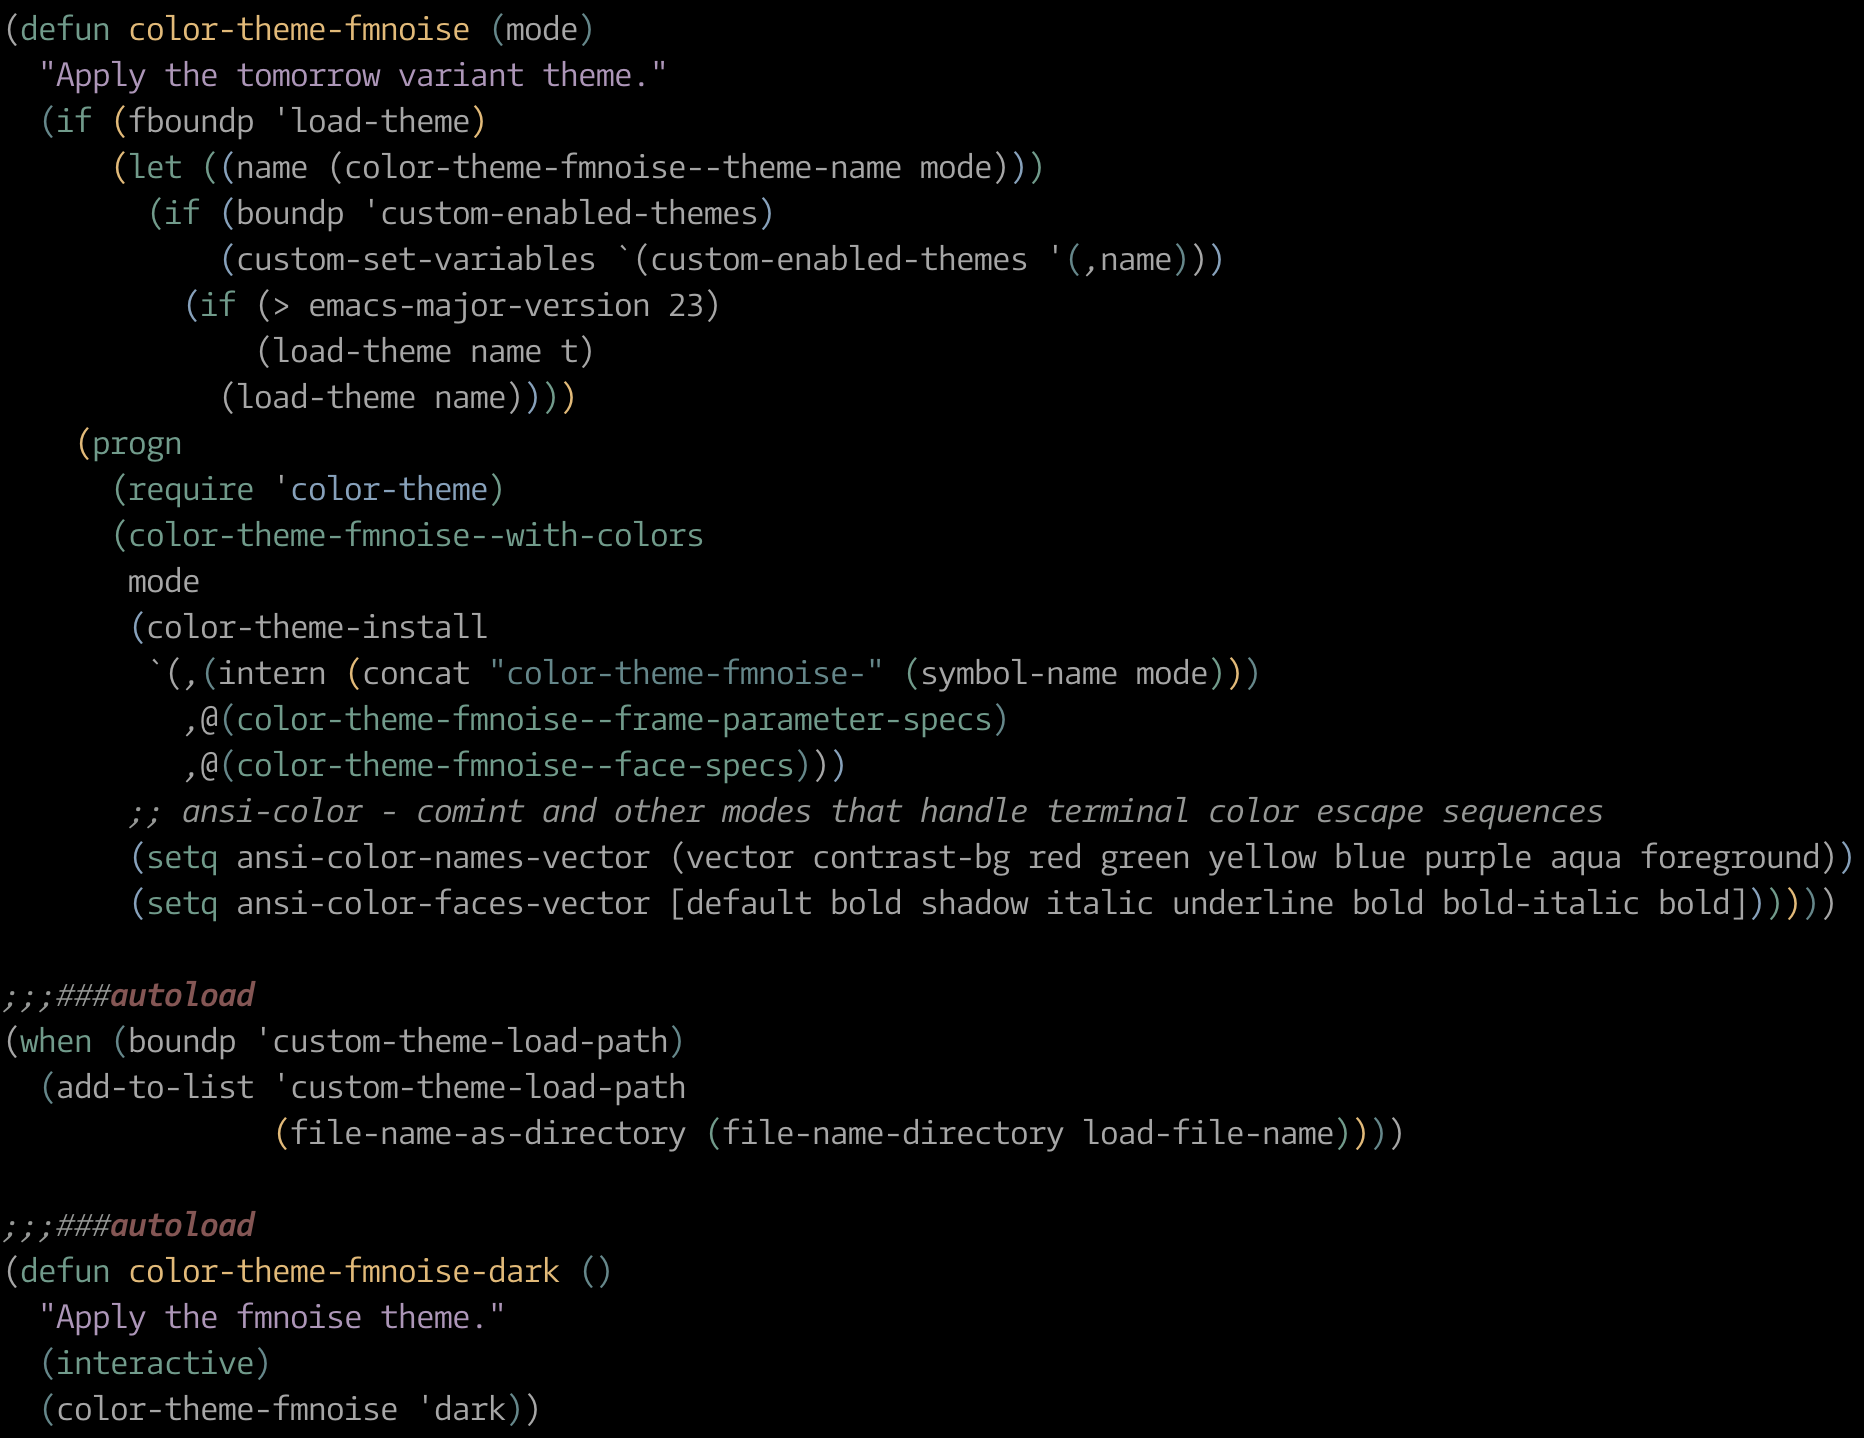 (defun color-theme-fmnoise (mode)
  "Apply the tomorrow variant theme."
  (if (fboundp 'load-theme)
      (let ((name (color-theme-fmnoise--theme-name mode)))
        (if (boundp 'custom-enabled-themes)
            (custom-set-variables `(custom-enabled-themes '(,name)))
          (if (> emacs-major-version 23)
              (load-theme name t)
            (load-theme name))))
    (progn
      (require 'color-theme)
      (color-theme-fmnoise--with-colors
       mode
       (color-theme-install
        `(,(intern (concat "color-theme-fmnoise-" (symbol-name mode)))
          ,@(color-theme-fmnoise--frame-parameter-specs)
          ,@(color-theme-fmnoise--face-specs)))
       ;; ansi-color - comint and other modes that handle terminal color escape sequences
       (setq ansi-color-names-vector (vector contrast-bg red green yellow blue purple aqua foreground))
       (setq ansi-color-faces-vector [default bold shadow italic underline bold bold-italic bold])))))

;;;###autoload
(when (boundp 'custom-theme-load-path)
  (add-to-list 'custom-theme-load-path
               (file-name-as-directory (file-name-directory load-file-name))))

;;;###autoload
(defun color-theme-fmnoise-dark ()
  "Apply the fmnoise theme."
  (interactive)
  (color-theme-fmnoise 'dark))